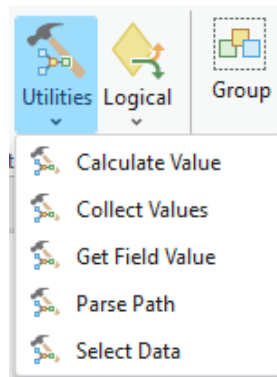 Utilities Logical Group
Calculate Value
Collect Values
Get Field Value
Parse Path
Select Data